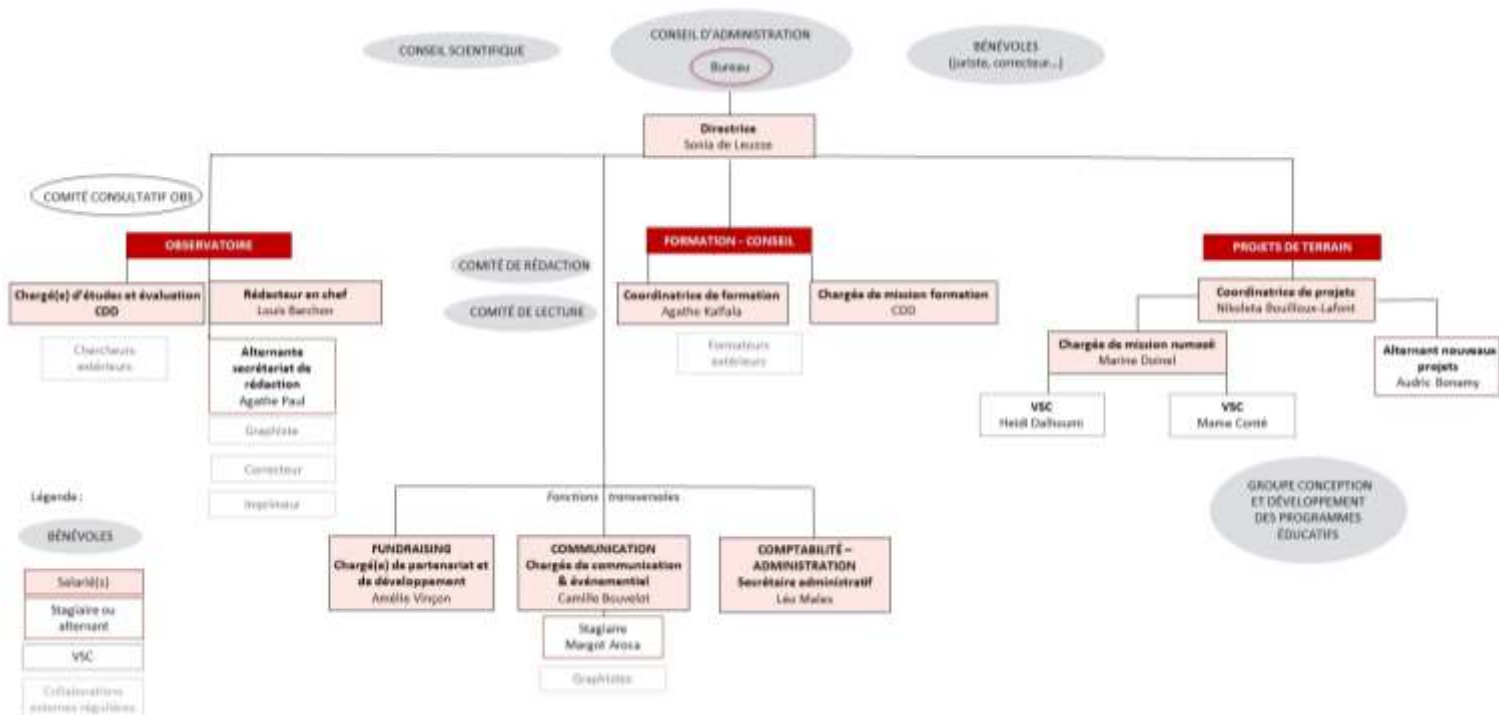 CONSEIL SCIENTIFIQUE
CONSEIL D'ADMINISTRATION
Bureau
BÉNÉVOLES
(juriste, correcteur...)
Directrice
Sonia de Leusse
COMITÉ CONSULTATIF OBS
OBSERVATOIRE
Chargé(e) d'études et évaluation
CDD
Chercheurs
extérieurs
Rédacteur en chef
Louis Barchon
Alternante
secrétariat de
rédaction
Agathe Paul
Graphiste
Correcteur
Imprimeur
COMITÉ DE RÉDACTION
COMITÉ DE LECTURE
FORMATION - CONSEIL
Coordinatrice de formation
Agathe Kalfala
Formateurs
extérieurs
Chargée de mission formation
CDD
PROJETS DE TERRAIN
Coordinatrice de projets
Nikoleta Bouilloux-Lafont
Chargée de mission numook
Marine Doinel
Alternant nouveaux
projets
Audric Bonamy
VSC
Heidi Dalhoumi
VSC
Mama Conté
GROUPE CONCEPTION
ET DÉVELOPPEMENT
DES PROGRAMMES
ÉDUCATIFS
Fonctions transversales
FUNDRAISING
Chargé(e) de partenariat et
de développement
Amélie Vinçon
COMMUNICATION
Chargée de communication
& événementiel
Camille Bouvelot
Stagiaire
Margot Arosa
Graphistes
COMPTABILITÉ –
ADMINISTRATION
Secrétaire administratif
Léo
Légende :
BÉNÉVOLES
Salarié(s)
Stagiaire ou
alternant
VSC
Collaborations
externes régulières